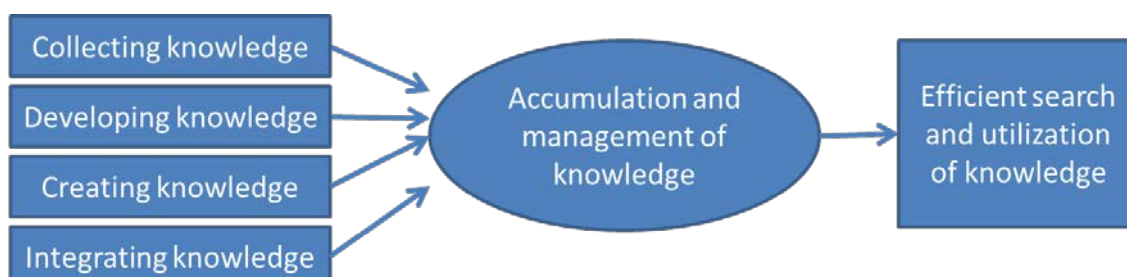 Collecting knowledge
Developing knowledge
Creating knowledge
Integrating knowledge
Accumulation and
management of
knowledge
Efficient search
and utilization
of knowledge